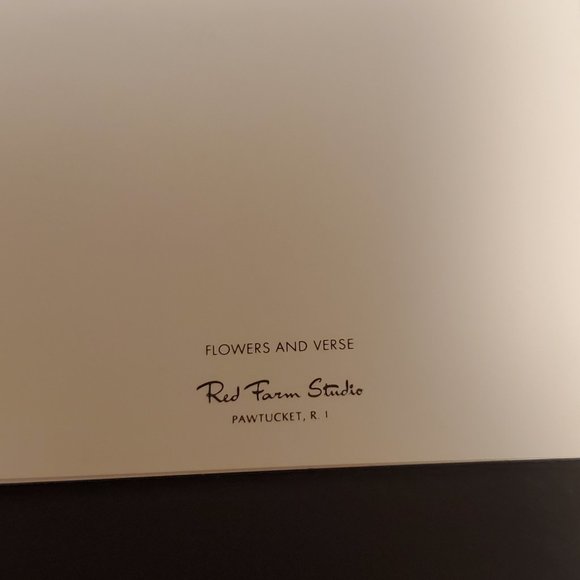 FLOWERS AND VERSE
Red Farm Studio
PAWTUCKET, R. I